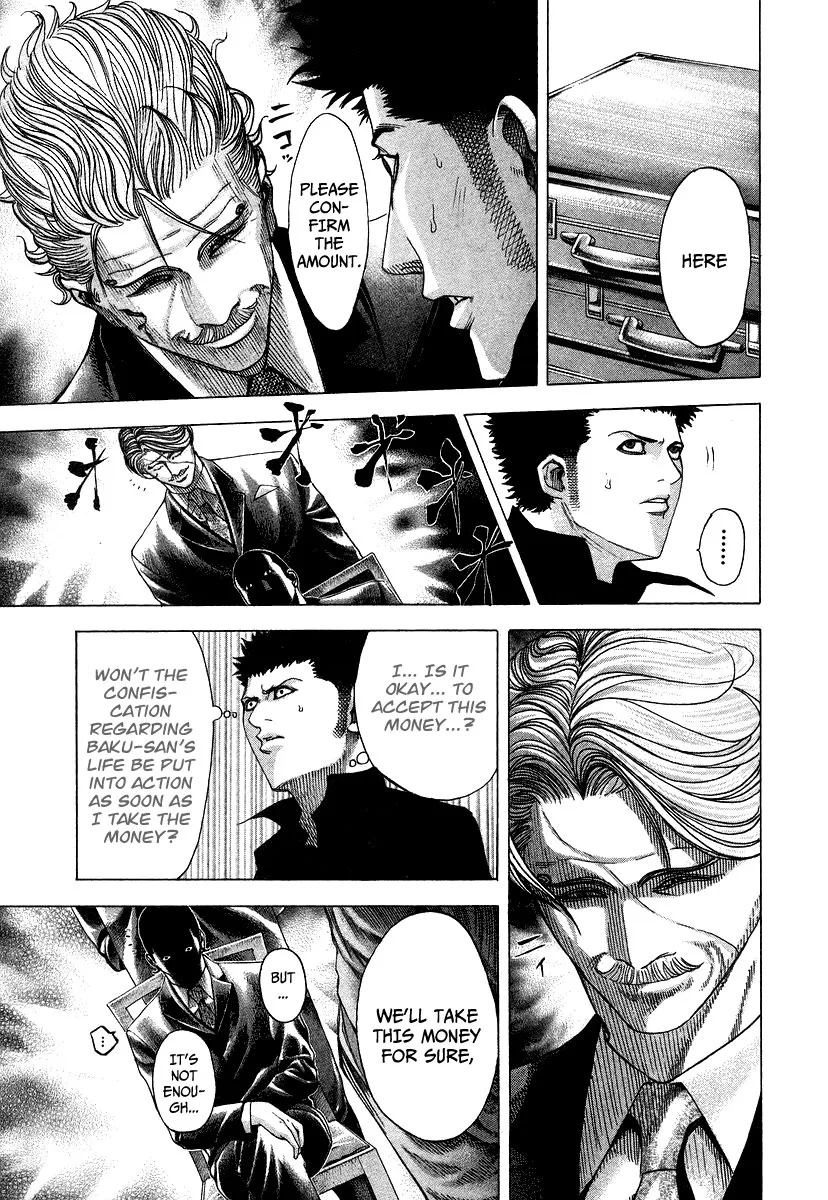 HERE
PLEASE
CON-
FIRM
THE
AMOUNT.
ニコ
......
I... IS IT
OKAY... TO
ACCEPT THIS
MONEY...?
WON'T THE
CONFIS-
CATION
REGARDING
BAKU-SAN'S
LIFE BE PUT
INTO ACTION
AS SOON AS
I TAKE THE
MONEY?
ニィ
WE'LL TAKE
THIS MONEY
FOR SURE,
BUT
...
IT'S
NOT
ENOU-
GH...
...